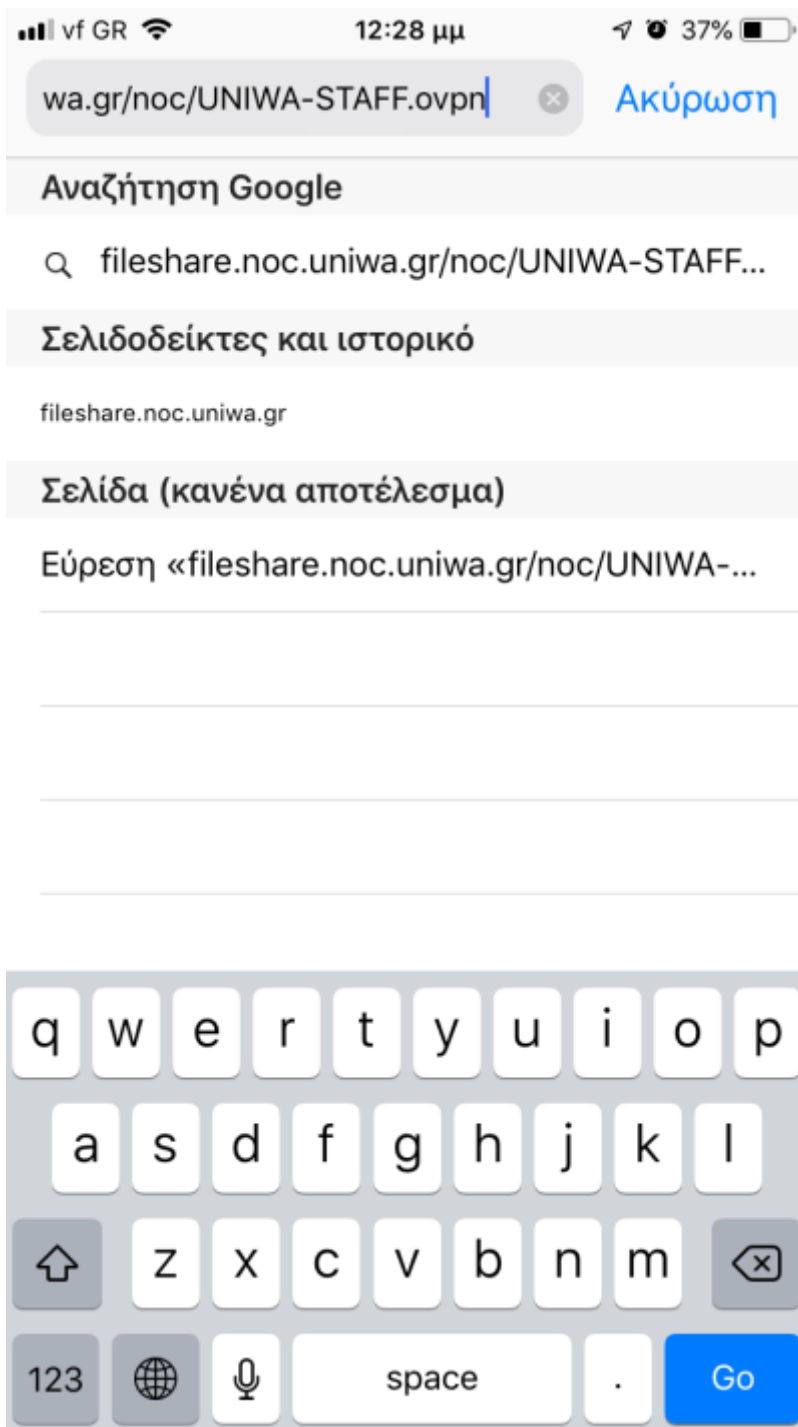 vf GR 12:28 μμ 37%
wa.gr/noc/UNIWA-STAFF.ovpn Ακύρωση
Αναζήτηση Google
fileshare.noc.uniwa.gr/noc/UNIWA-STAFF...
Σελιδοδείκτες και ιστορικό
fileshare.noc.uniwa.gr
Σελίδα (κανένα αποτέλεσμα)
Εύρεση «fileshare.noc.uniwa.gr/noc/UNIWA-...
q w e r t y u i o p
a s d f g h j k l
z x c v b n m
123 space . Go